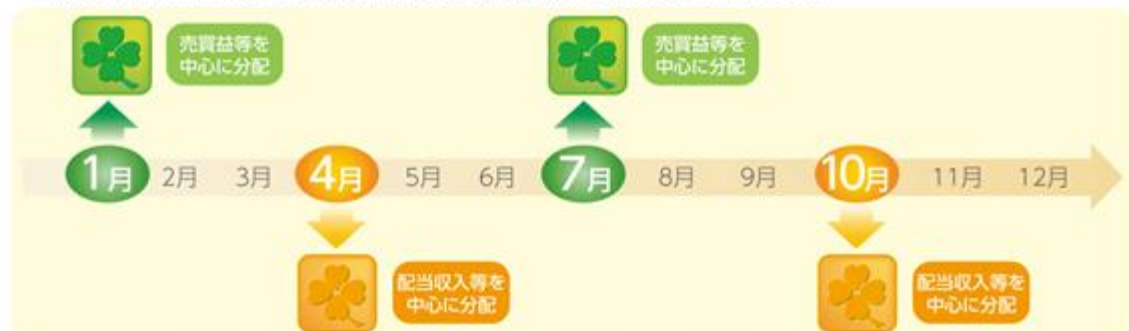 売買益等を
中心に分配
売買益等を
中心に分配
1月 2月 3月 4月 5月 6月 7月 8月 9月 10月 11月 12月
配当収入等を
中心に分配
配当収入等を
中心に分配